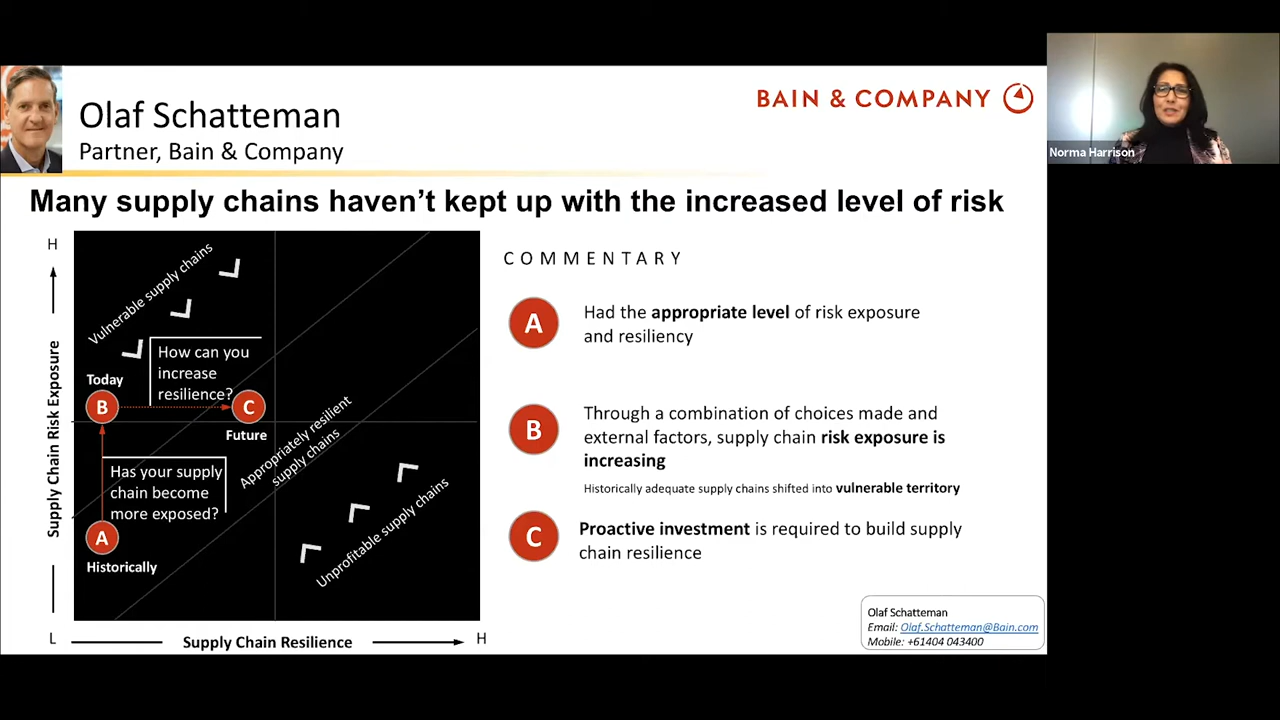 Olaf Schatteman
Partner, Bain & Company
BAIN & COMPANY
Norma Harrison
Many supply chains haven't kept up with the increased level of risk
H
Supply Chain Risk Exposure
L
Supply Chain Resilience
H
Vulnerable supply chains
How can you
increase
resilience?
Today
B
C
Future
Appropriately resilient
supply chains
Has your supply
chain become
more exposed?
A
Historically
Unprofitable supply chains
COMMENTARY
A
Had the appropriate level of risk exposure
and resiliency
B
Through a combination of choices made and
external factors, supply chain risk exposure is
increasing
Historically adequate supply chains shifted into vulnerable territory
C
Proactive investment is required to build supply
chain resilience
Olaf Schatteman
Email: Olaf.Schatteman@Bain.com
Mobile: +61404 043400